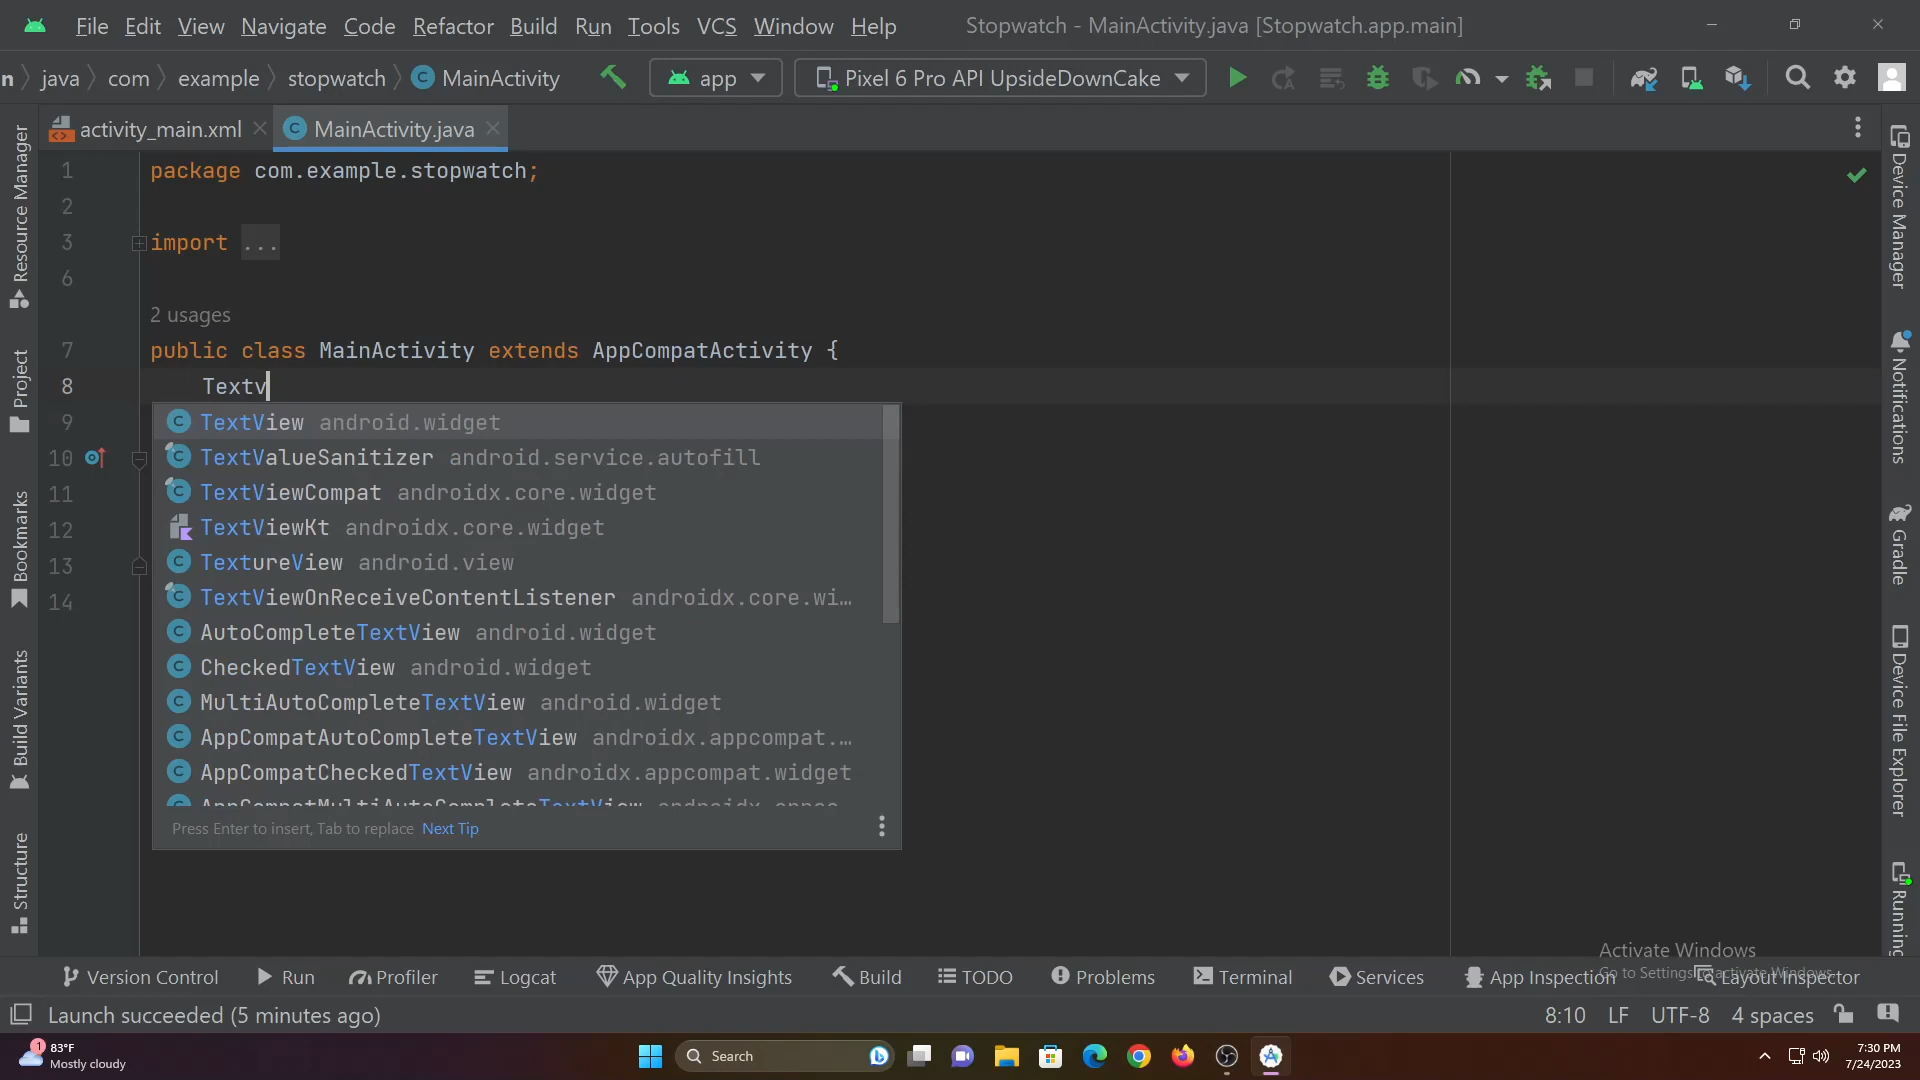 File Edit View Navigate Code Refactor Build Run Tools VCS Window Help Stopwatch - MainActivity.java [Stopwatch.app.main]
n java com example stopwatch MainActivity app Pixel 6 Pro API UpsideDownCake
activity_main.xml MainActivity.java
1 package com.example.stopwatch;
2
3 import ...
6
2 usages
7 public class MainActivity extends AppCompatActivity {
8 Textv
9
10
11
12
13
14
TextView android.widget
TextValueSanitizer android.service.autofill
TextViewCompat androidx.core.widget
TextViewKt androidx.core.widget
TextureView android.view
TextViewOnReceiveContentListener androidx.core.wi…
AutoCompleteTextView android.widget
CheckedTextView android.widget
MultiAutoCompleteTextView android.widget
AppCompatAutoCompleteTextView androidx.appcompat.…
AppCompatCheckedTextView androidx.appcompat.widget
Press Enter to insert, Tab to replace Next Tip
Resource Manager
Project
Bookmarks
Build Variants
Structure
Device Manager
Notifications
Gradle
Device File Explorer
Running
Activate Windows
Go to Settings to activate Windows.
Version Control Run Profiler Logcat App Quality Insights Build TODO Problems Terminal Services App Inspection Layout Inspector
Launch succeeded (5 minutes ago) 8:10 LF UTF-8 4 spaces
1 83°F
Mostly cloudy
Search
7:30 PM
7/24/2023